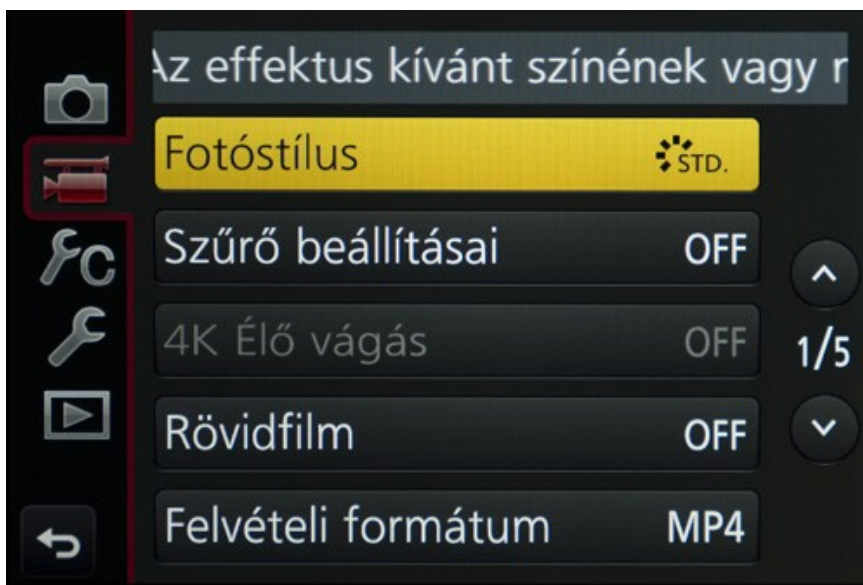 Az effektus kívánt színének vagy
Fotóstílus STD.
Szűrő beállításai OFF
C
4K Élő vágás OFF
1/5
Rövidfilm OFF
Felvételi formátum MP4